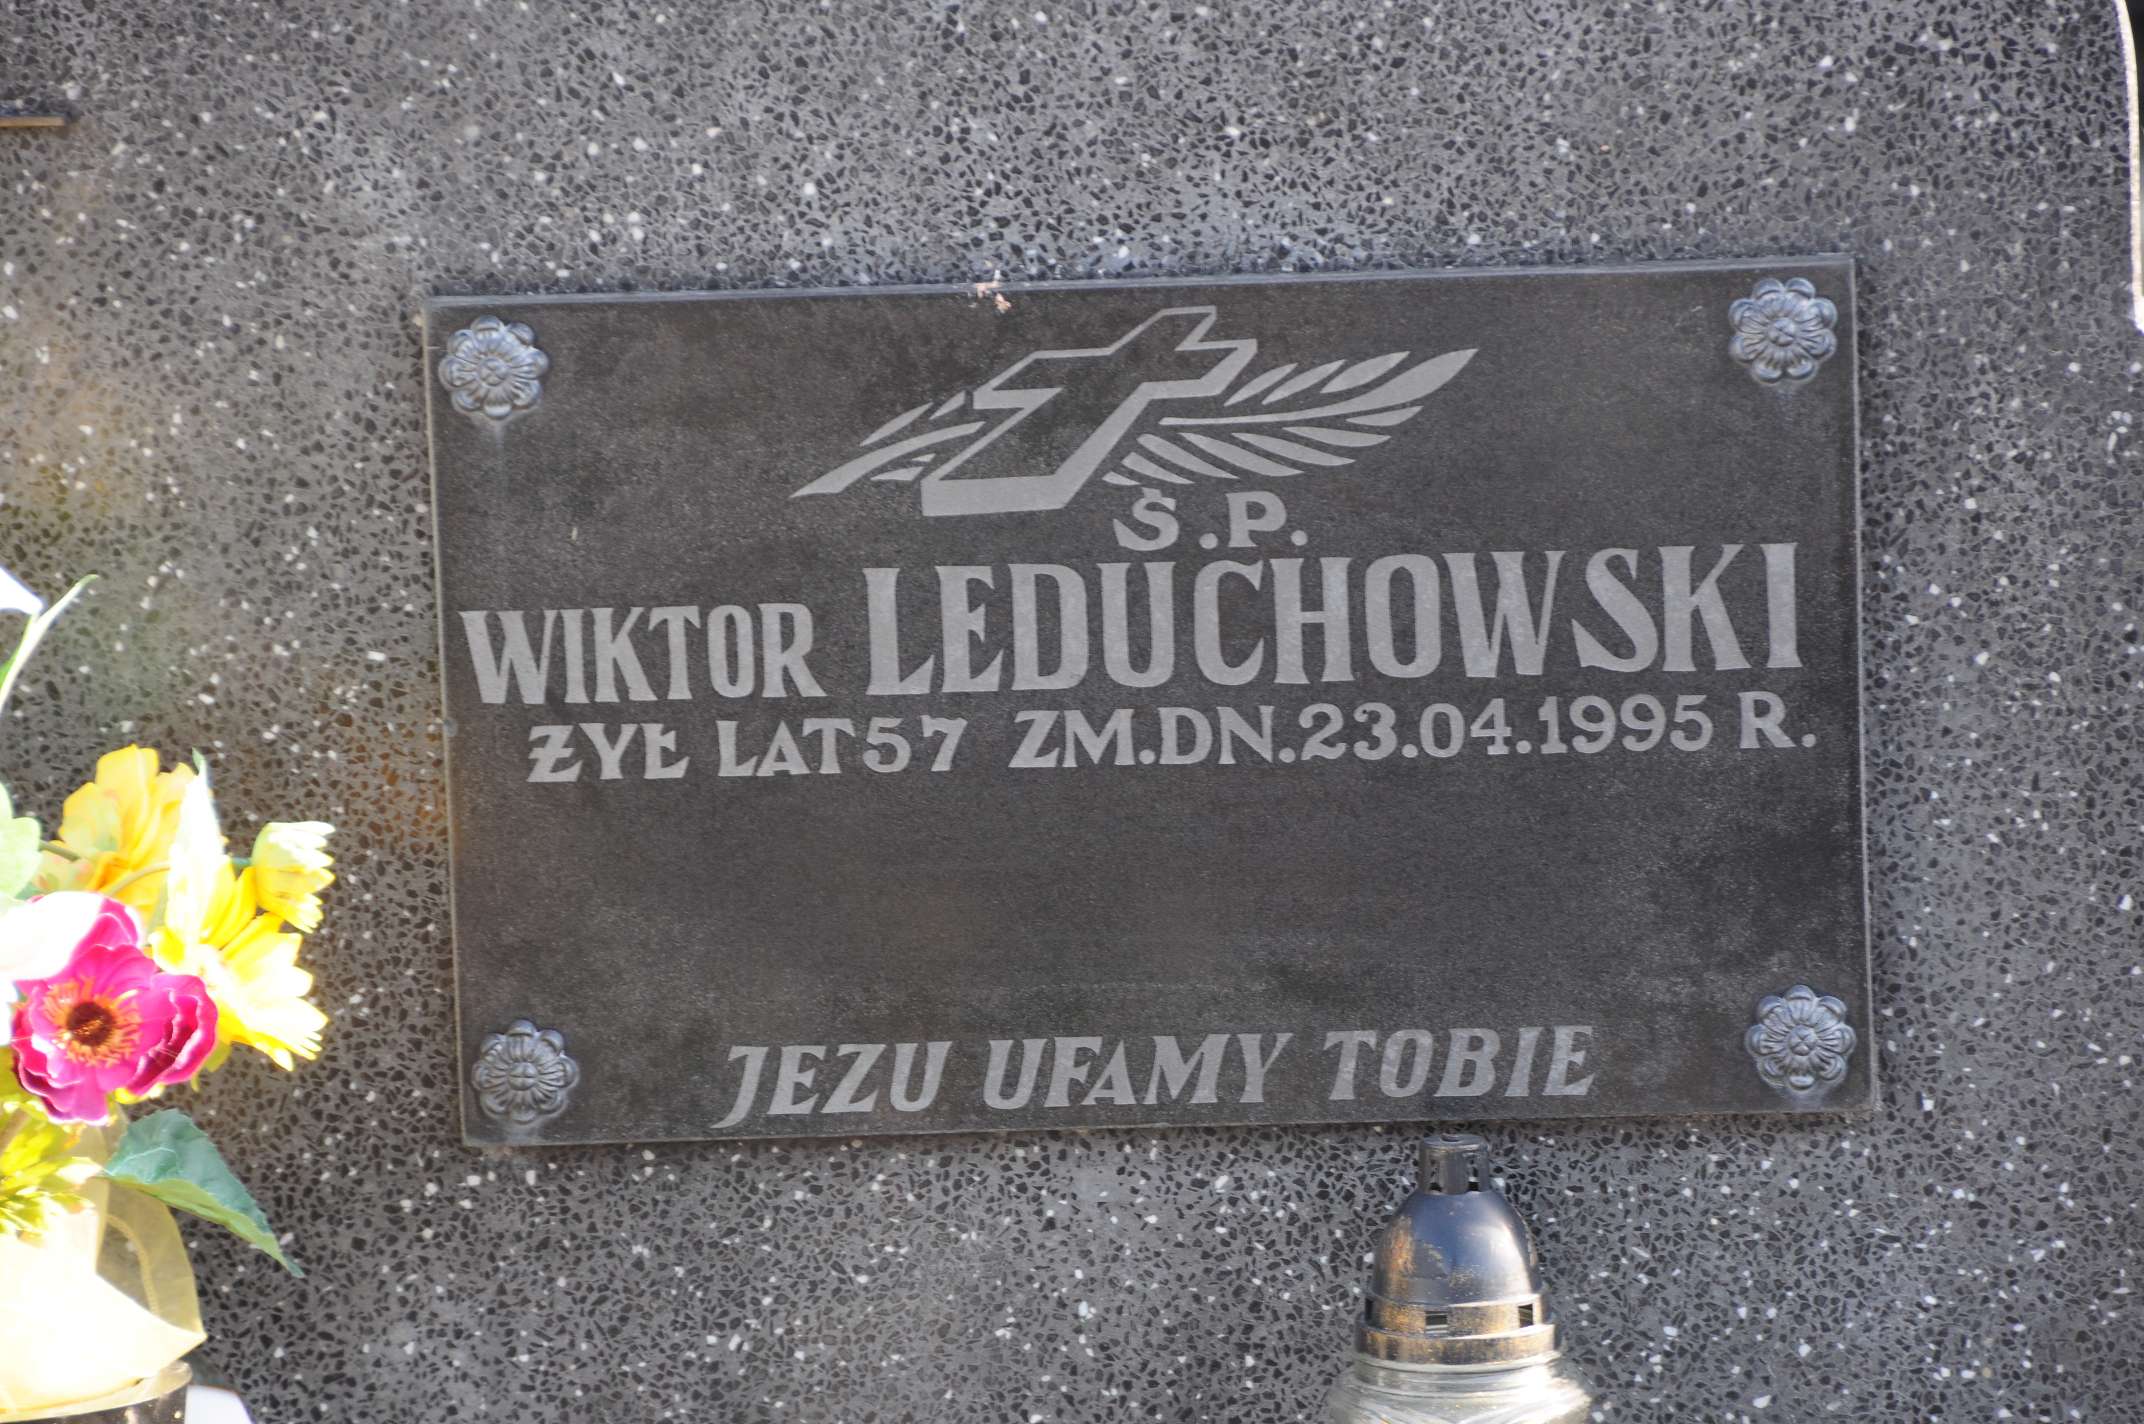 Ś.P.
WIKTOR LEDUCHOWSKI
ŻYŁ LAT 57 ZM.DN.23.04.1995 R.
JEZU UFAMY TOBIE